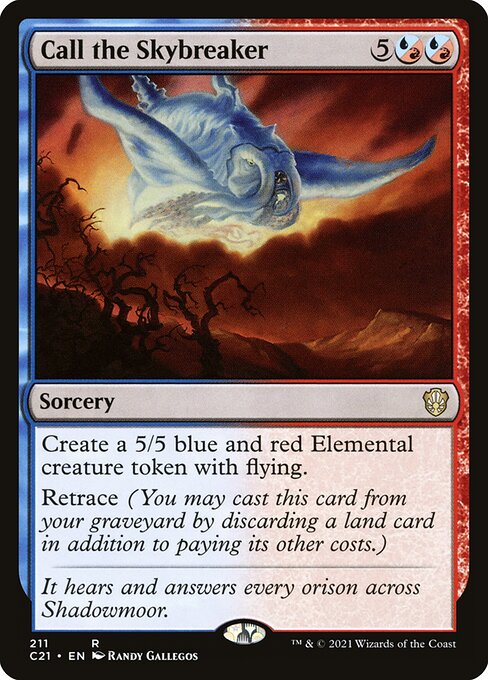 Call the Skybreaker 5
Sorcery
Create a 5/5 blue and red Elemental
creature token with flying.
Retrace (You may cast this card from
your graveyard by discarding a land card
in addition to paying its other costs.)
It hears and answers every orison across
Shadowmoor.
211 R
C21 • EN Randy Gallegos
™ & © 2021 Wizards of the Coast